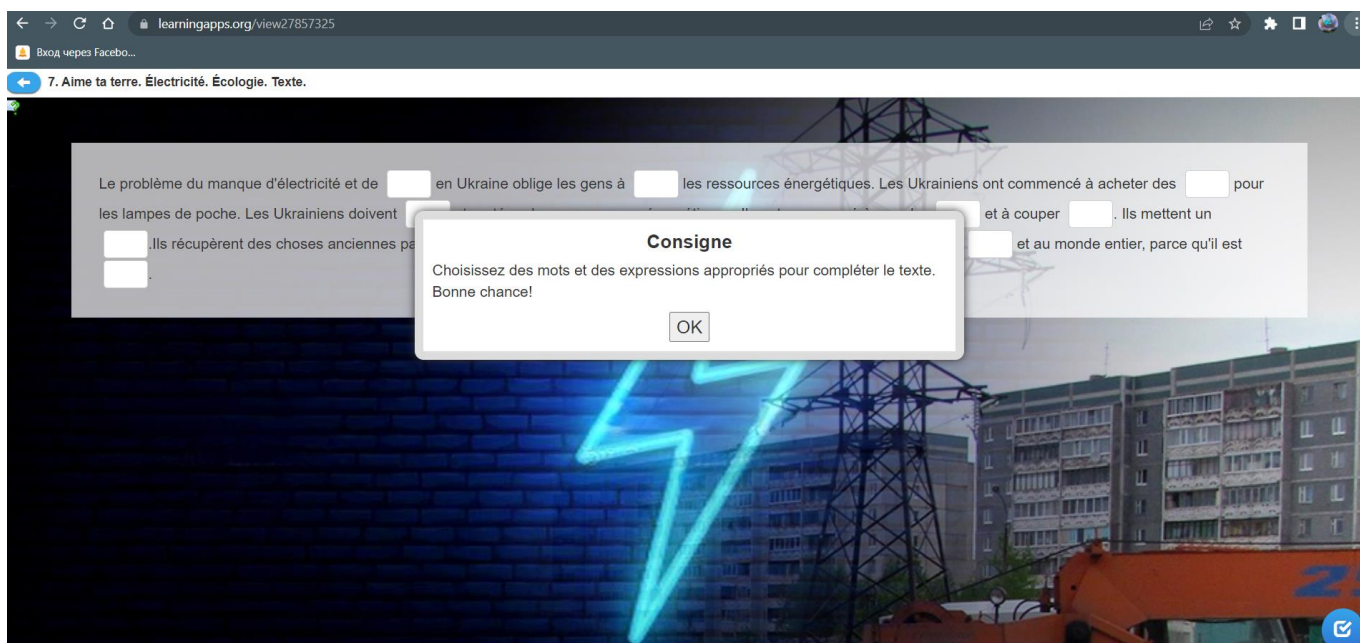 learningapps.org/view27857325
Вход через Facebo...
7. Aime ta terre. Électricité. Écologie. Texte.
Le problème du manque d'électricité et de en Ukraine oblige les gens à les ressources énergétiques. Les Ukrainiens ont commencé à acheter des pour
les lampes de poche. Les Ukrainiens doivent et à couper . Ils mettent un
.Ils récupèrent des choses anciennes et au monde entier, parce qu'il est
.
Consigne
Choisissez des mots et des expressions appropriés pour compléter le texte.
Bonne chance!
OK